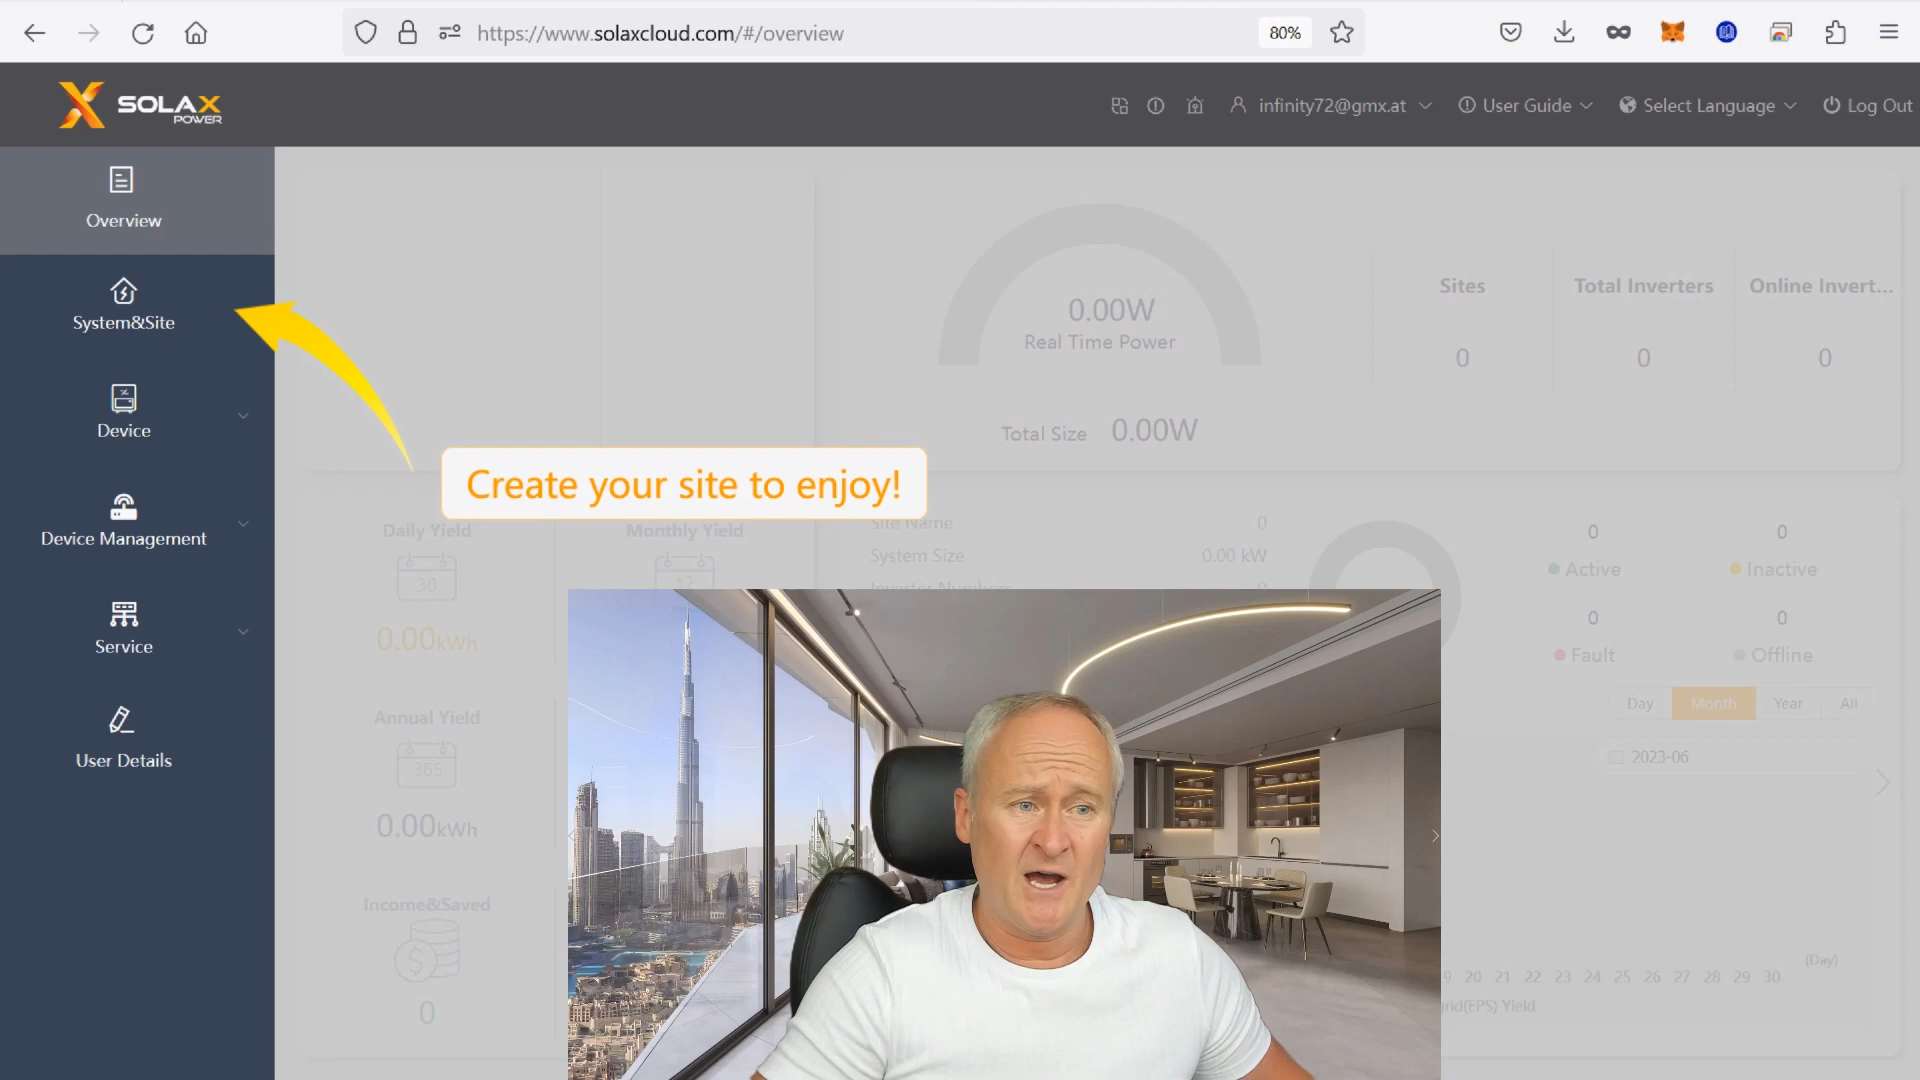 https://www.solaxcloud.com/#/overview
80%
SOLAX
POWER
infinity72@gmx.at
User Guide
Select Language
Log Out
Overview
System&Site
Device
Device Management
Service
User Details
0.00W
Real Time Power
Total Size 0.00W
Sites
Total Inverters
Online Invert...
0
0
0
Create your site to enjoy!
Daily Yield
30
0.00kWh
Monthly Yield
12
Annual Yield
365
0.00kWh
Income&Saved
0
Site Name 0
System Size 0.00 kW
Inverter Numbers 0
0
Active
0
Inactive
0
Fault
0
Offline
Day
Month
Year
All
2023-06
(Day)
9 20 21 22 23 24 25 26 27 28 29 30
rid(EPS) Yield